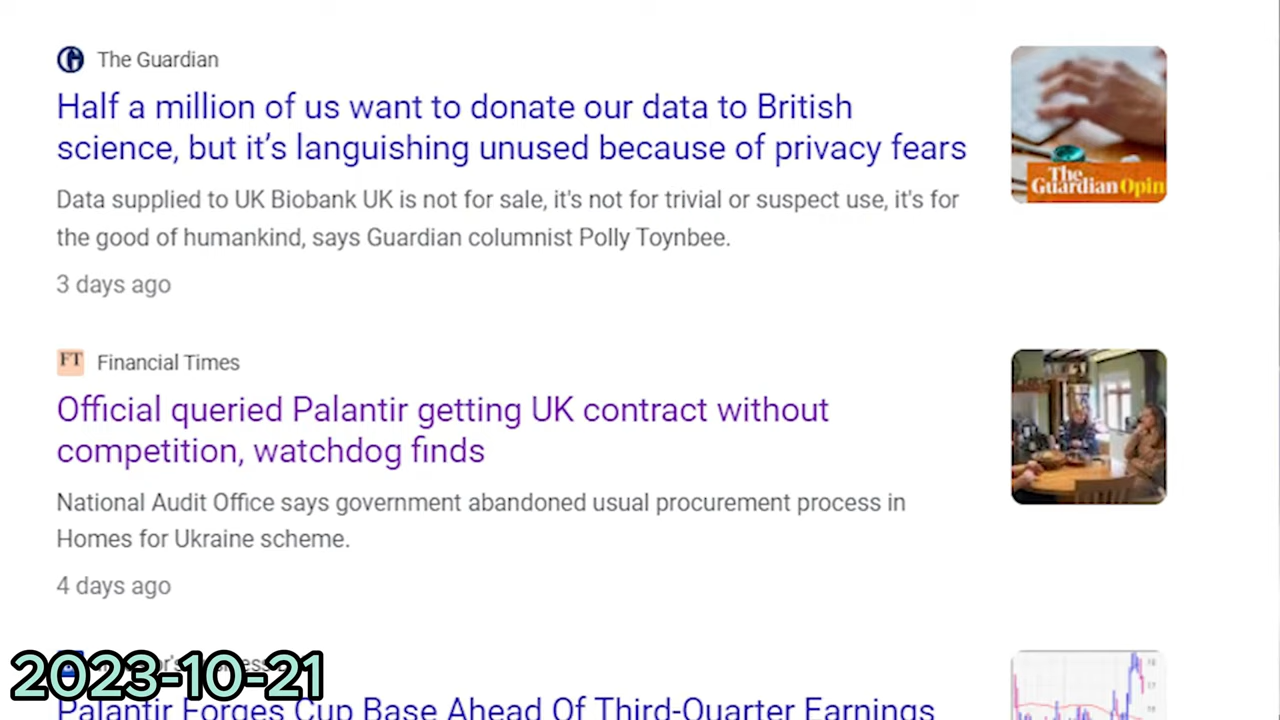 The Guardian
Half a million of us want to donate our data to British
science, but it's languishing unused because of privacy fears
Data supplied to UK Biobank UK is not for sale, it's not for trivial or suspect use, it's for
the good of humankind, says Guardian columnist Polly Toynbee.
3 days ago
The
Guardian Opin
FT Financial Times
Official queried Palantir getting UK contract without
competition, watchdog finds
National Audit Office says government abandoned usual procurement process in
Homes for Ukraine scheme.
4 days ago
2023-10-21
Palantir Forges Cup Base Ahead Of Third-Quarter Earnings